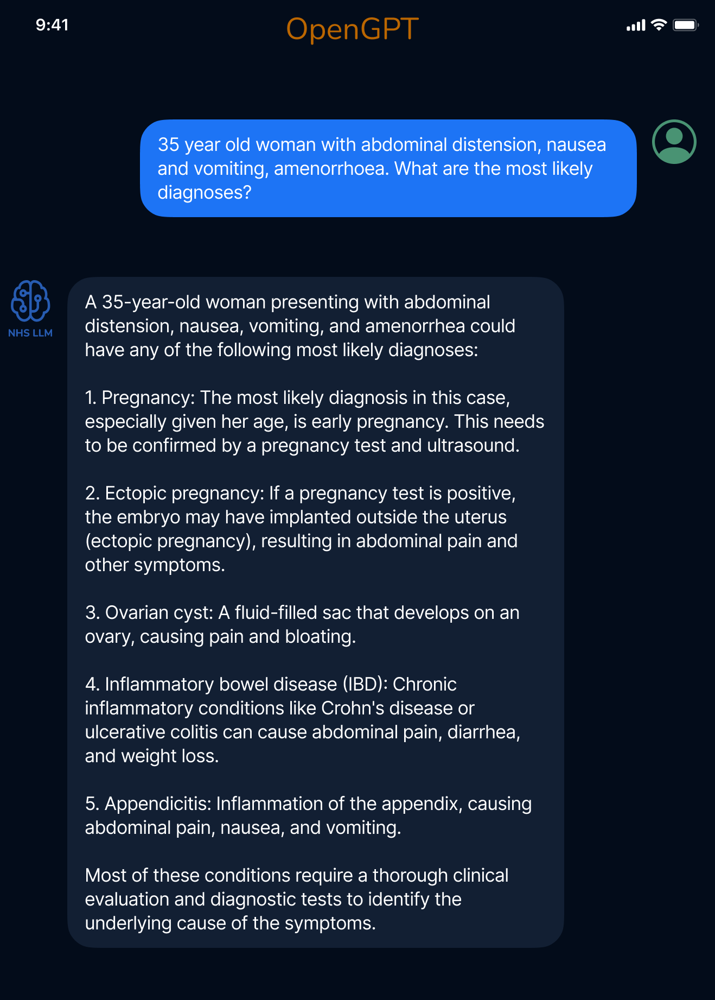 9:41
OpenGPT
35 year old woman with abdominal distension, nausea
and vomiting, amenorrhoea. What are the most likely
diagnoses?
NHS LLM
A 35-year-old woman presenting with abdominal
distension, nausea, vomiting, and amenorrhea could
have any of the following most likely diagnoses:
1. Pregnancy: The most likely diagnosis in this case,
especially given her age, is early pregnancy. This needs
to be confirmed by a pregnancy test and ultrasound.
2. Ectopic pregnancy: If a pregnancy test is positive,
the embryo may have implanted outside the uterus
(ectopic pregnancy), resulting in abdominal pain and
other symptoms.
3. Ovarian cyst: A fluid-filled sac that develops on an
ovary, causing pain and bloating.
4. Inflammatory bowel disease (IBD): Chronic
inflammatory conditions like Crohn's disease or
ulcerative colitis can cause abdominal pain, diarrhea,
and weight loss.
5. Appendicitis: Inflammation of the appendix, causing
abdominal pain, nausea, and vomiting.
Most of these conditions require a thorough clinical
evaluation and diagnostic tests to identify the
underlying cause of the symptoms.